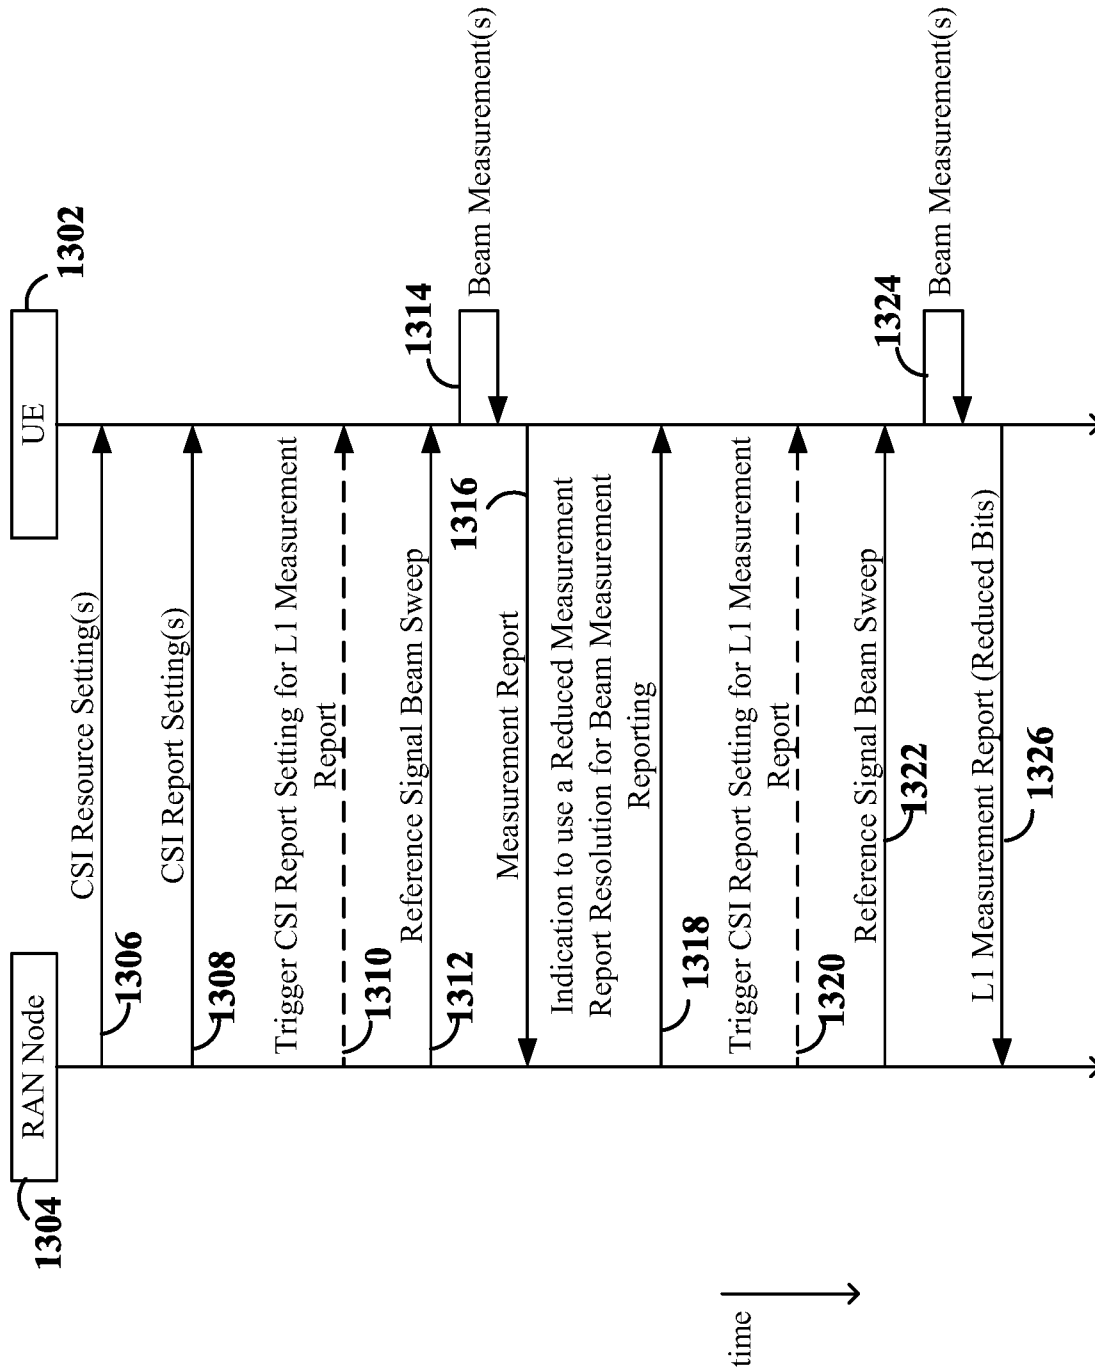 RAN Node
UE
1304
1302
CSI Resource Setting(s)
1306
CSI Report Setting(s)
1308
Trigger CSI Report Setting for L1 Measurement
Report
1310
Reference Signal Beam Sweep
1312
1314
Beam Measurement(s)
Measurement Report
1316
Indication to use a Reduced Measurement
Report Resolution for Beam Measurement
Reporting
1318
Trigger CSI Report Setting for L1 Measurement
Report
1320
Reference Signal Beam Sweep
1322
1324
Beam Measurement(s)
L1 Measurement Report (Reduced Bits)
1326
time